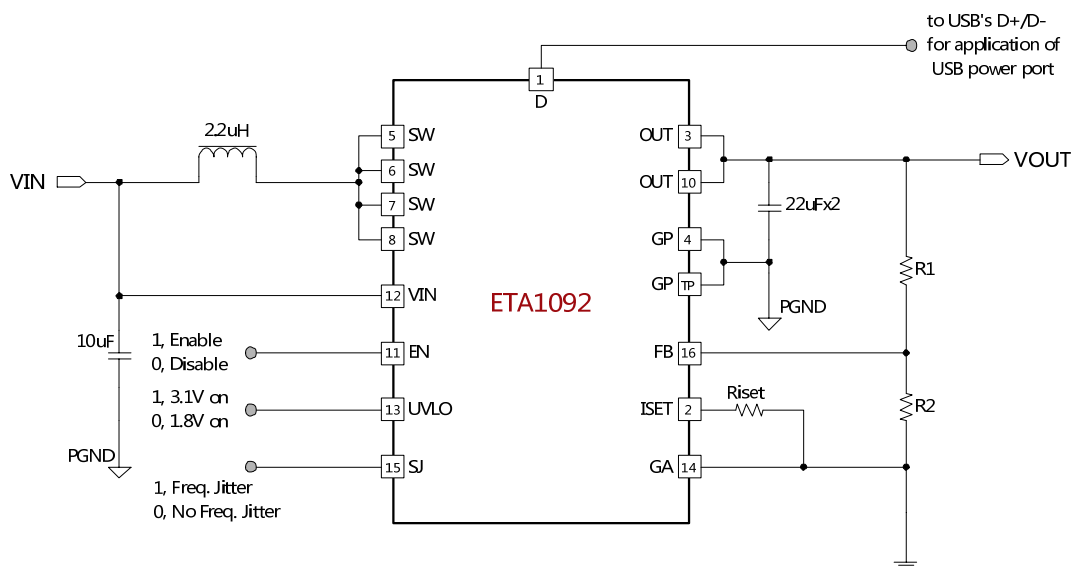 to USB's D+/D-
for application of
USB power port
1
D
2.2uH
5 SW
OUT 3
VOUT
6 SW
VIN
7 SW
OUT 10
22uFx2
8 SW
GP 4
R1
GP TP
12 VIN
ETA1092
PGND
10uF
1, Enable
0, Disable
11 EN
FB 16
1, 3.1V on
0, 1.8V on
13 UVLO
Riset
ISET 2
R2
PGND
15 SJ
GA 14
1, Freq. Jitter
0, No Freq. Jitter